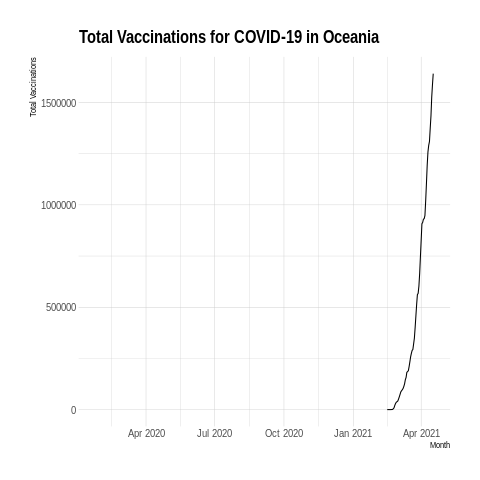 Total Vaccinations for COVID-19 in Oceania
Total Vaccinations
1500000
1000000
500000
0
Apr 2020 Jul 2020 Oct 2020 Jan 2021 Apr 2021
Month